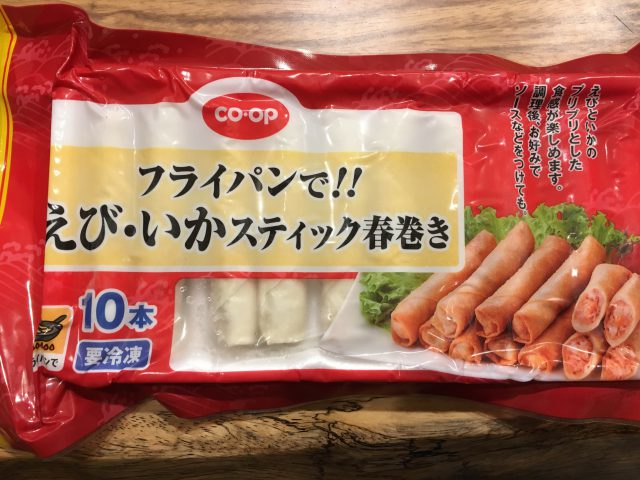 CO·OP
フライパンで!!
えび・いかスティック春巻き
えびといかの
プリプリとした
食感が楽しめます。
調理後、お好みで
ソースなどをつけても。
10本
要冷凍